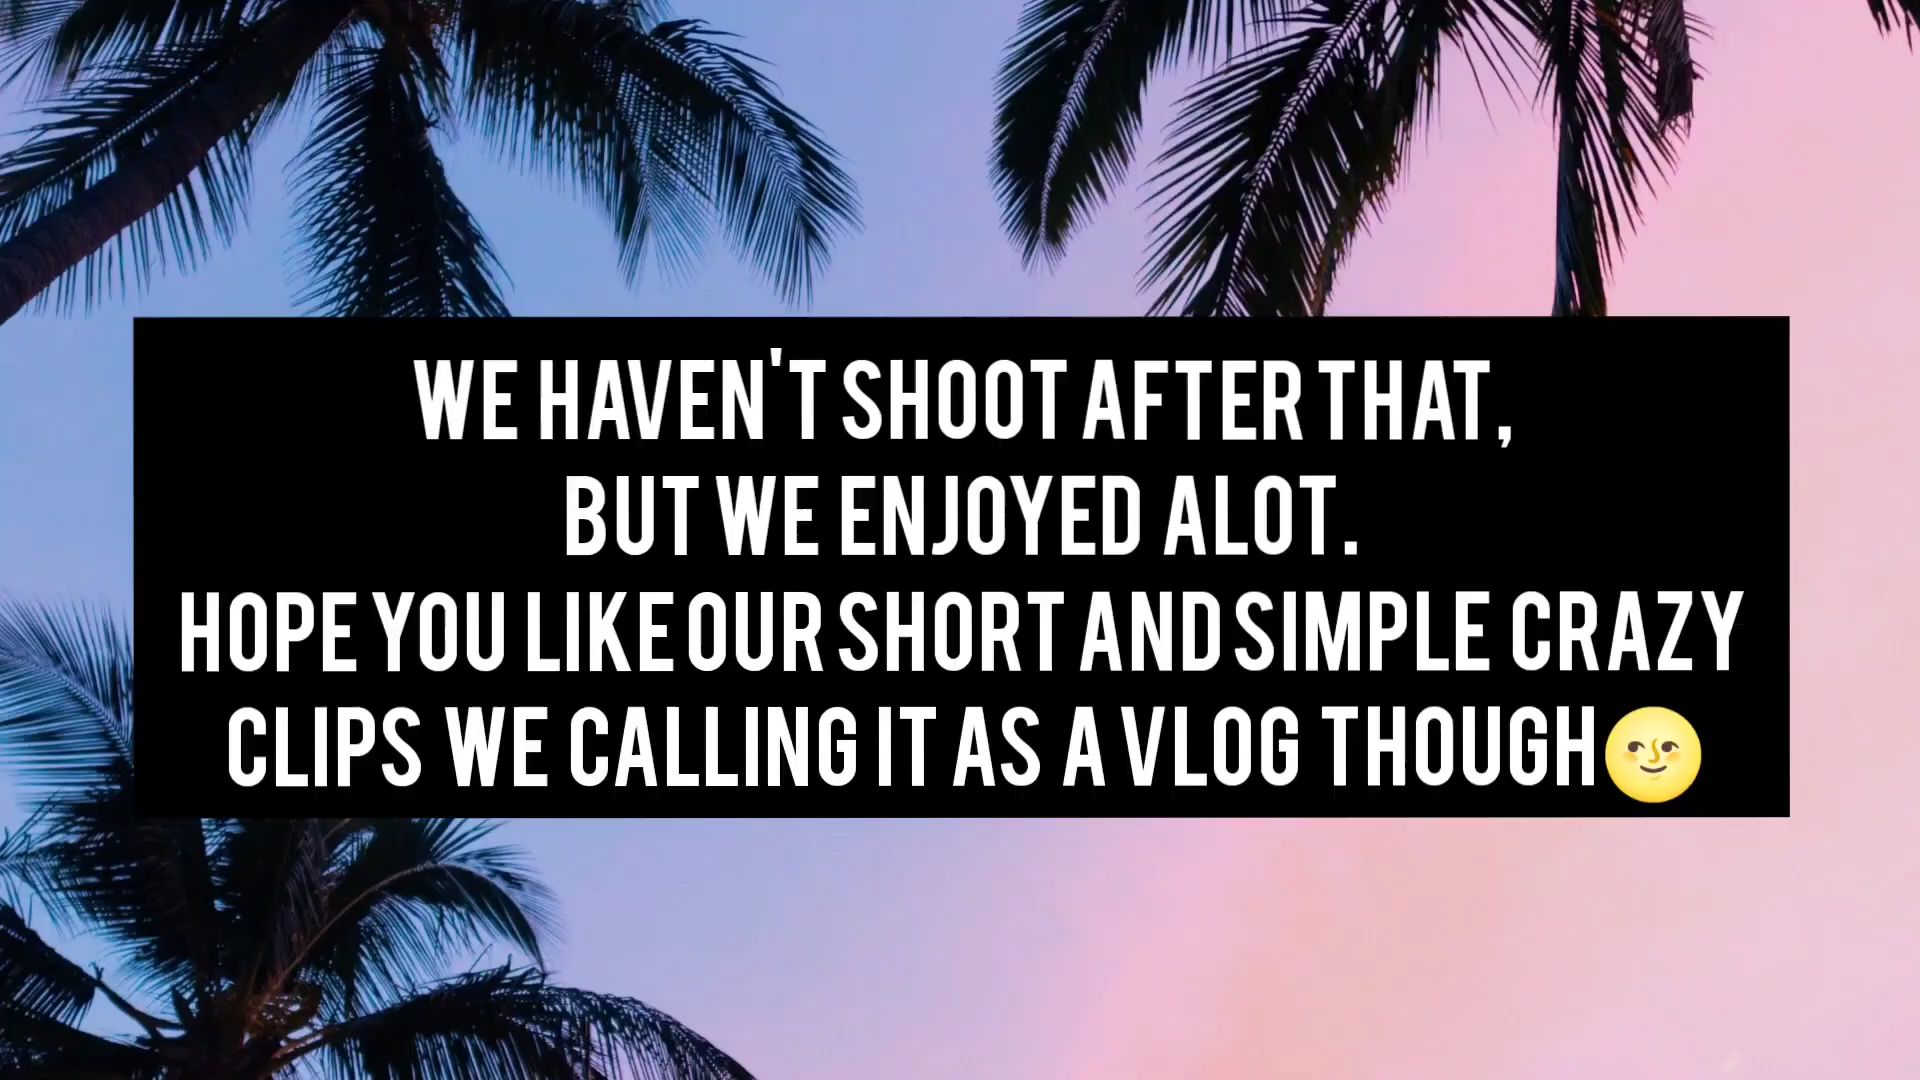 WE HAVEN'T SHOOT AFTER THAT,
BUT WE ENJOYED ALOT.
HOPE YOU LIKE OUR SHORT AND SIMPLE CRAZY
CLIPS WE CALLING IT AS A VLOG THOUGH🌝